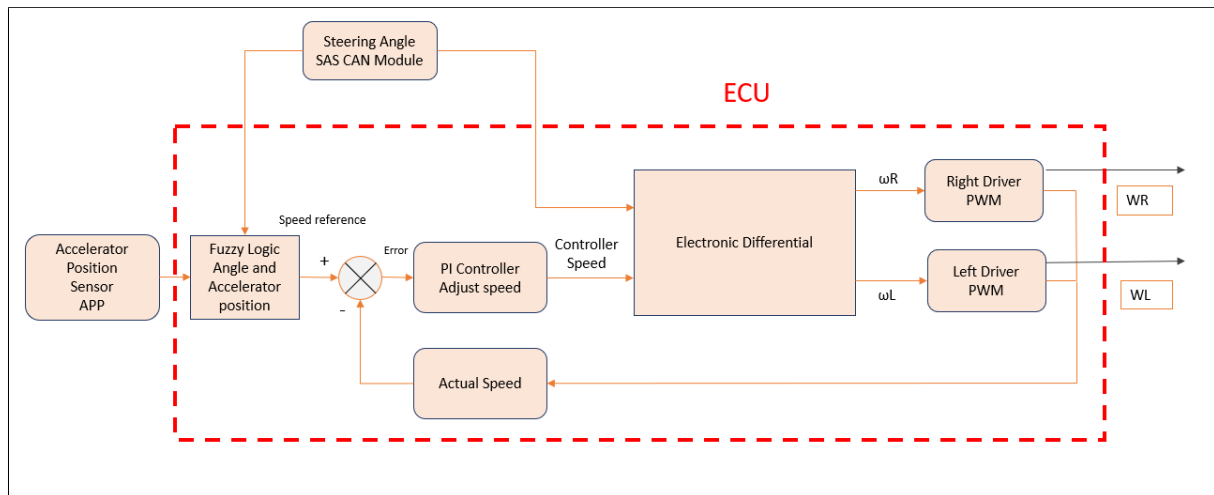 Steering Angle
SAS CAN Module
ECU
ωR
Right Driver
PWM
WR
Speed reference
Accelerator
Position
Sensor
APP
Fuzzy Logic
Angle and
Accelerator
position
+
-
Error
PI Controller
Adjust speed
Controller
Speed
Electronic Differential
ωL
Left Driver
PWM
WL
Actual Speed